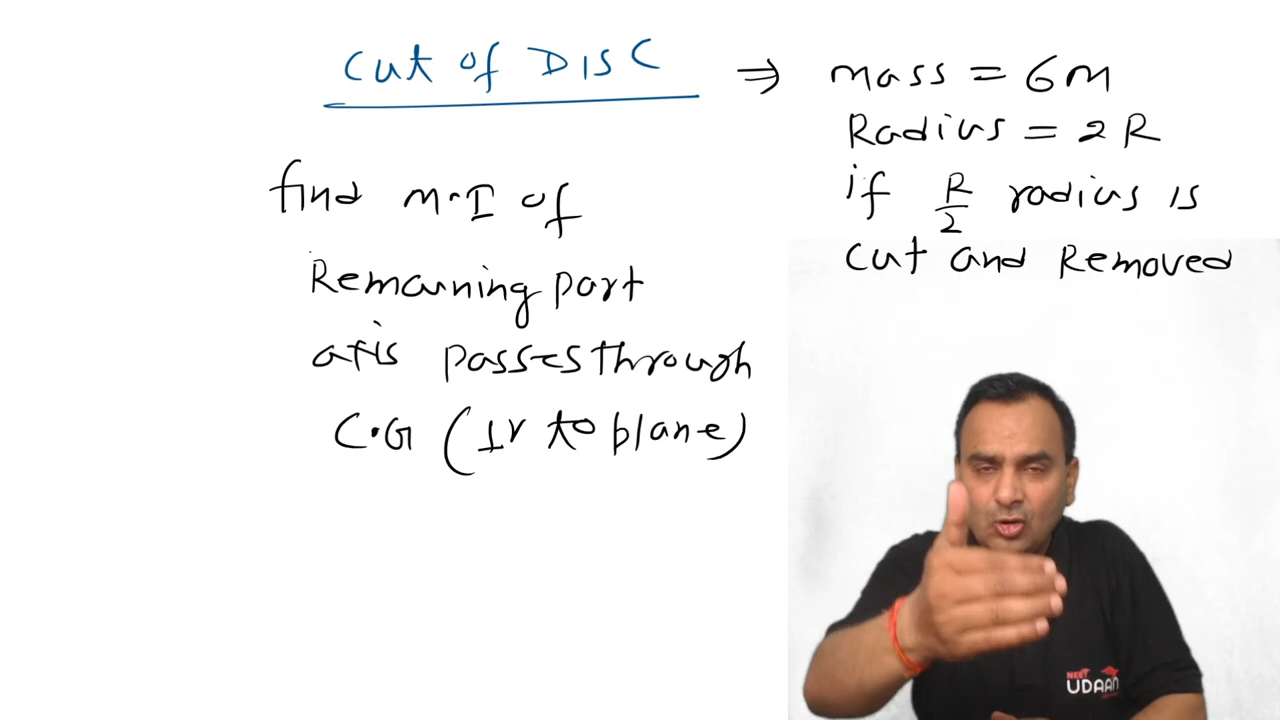 Cut of DISC
⇒ mass = 6M
Radius = 2R
if R/2 radius is
cut and Removed
find M.I of
Remaining part
axis passes through
C.G (⊥r to plane)
NEET
UDAAN